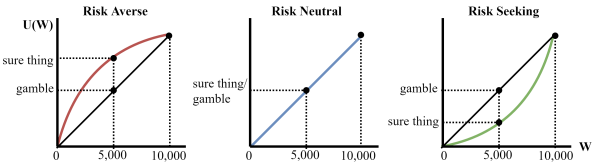 Risk Averse
U(W)
sure thing
gamble
0
5,000
10,000
Risk Neutral
sure thing/
gamble
0
5,000
10,000
Risk Seeking
gamble
sure thing
0
5,000
10,000
W